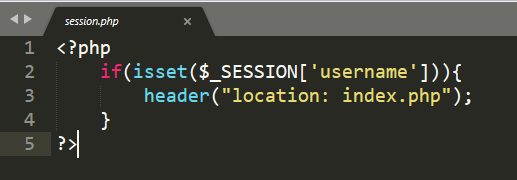 session.php
1 <?php
2 if(isset($_SESSION['username'])){
3 header("location: index.php");
4 }
5 ?>